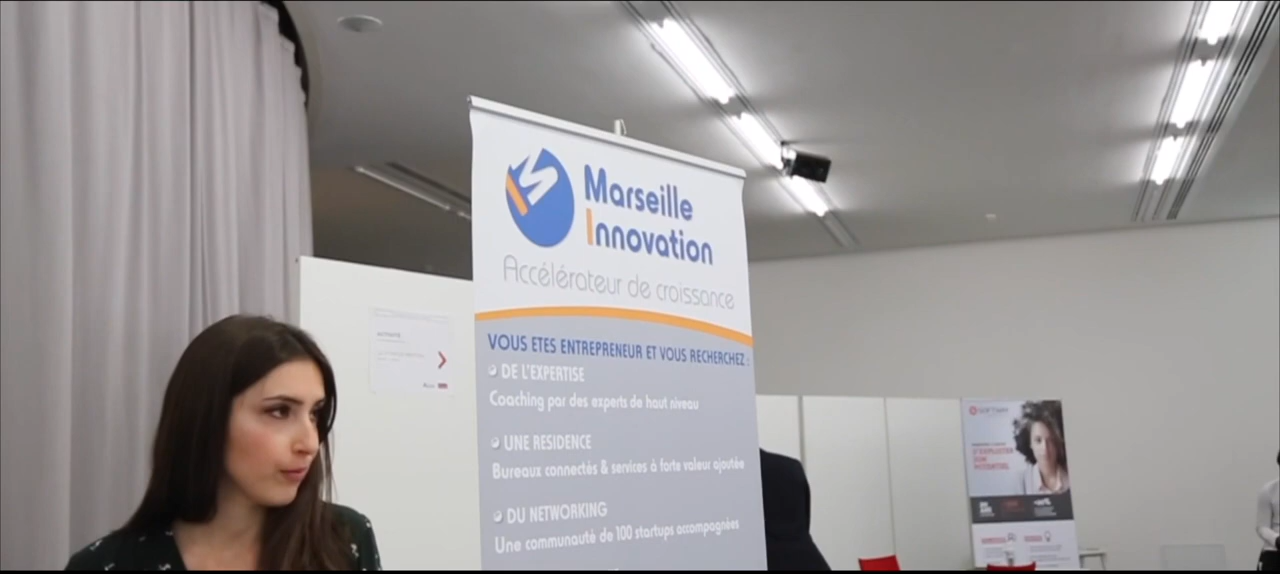 Marseille
Innovation
Accélérateur de croissance
VOUS ETES ENTREPRENEUR ET VOUS RECHERCHEZ :
DE L'EXPERTISE
Coaching par des experts de haut niveau
UNE RESIDENCE
Bureaux connectés & services à forte valeur ajoutée
DU NETWORKING
Une communauté de 100 startups accompagnées